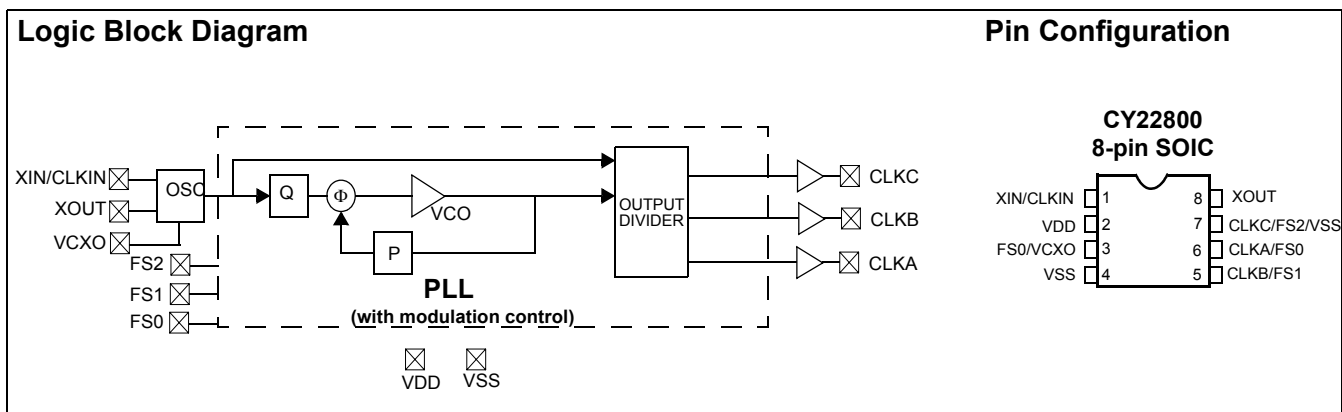 Logic Block Diagram
Pin Configuration
XIN/CLKIN
XOUT
VCXO
OSC
Q
Φ
VCO
P
OUTPUT
DIVIDER
CLKC
CLKB
CLKA
FS2
FS1
FS0
PLL
(with modulation control)
VDD
VSS
CY22800
8-pin SOIC
XIN/CLKIN 1
VDD 2
FS0/VCXO 3
VSS 4
8 XOUT
7 CLKC/FS2/VSS
6 CLKA/FS0
5 CLKB/FS1